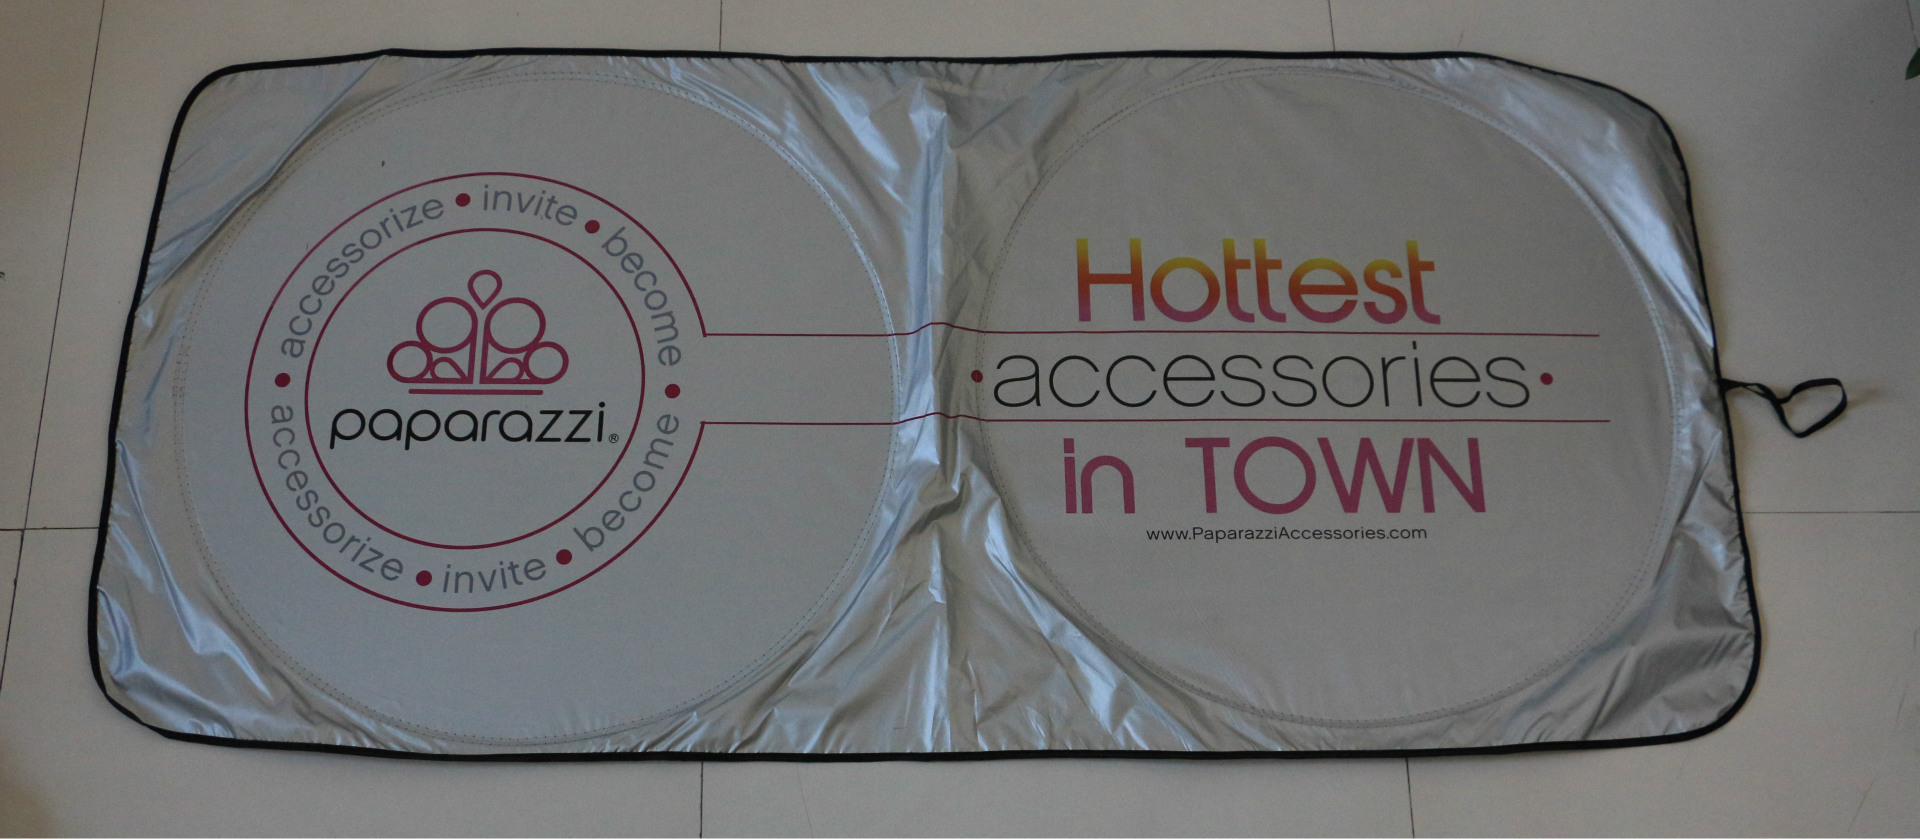 accessorize • invite • become •
paparazzi®
accessorize • invite • become
Hottest
• accessories •
in TOWN
www.PaparazziAccessories.com